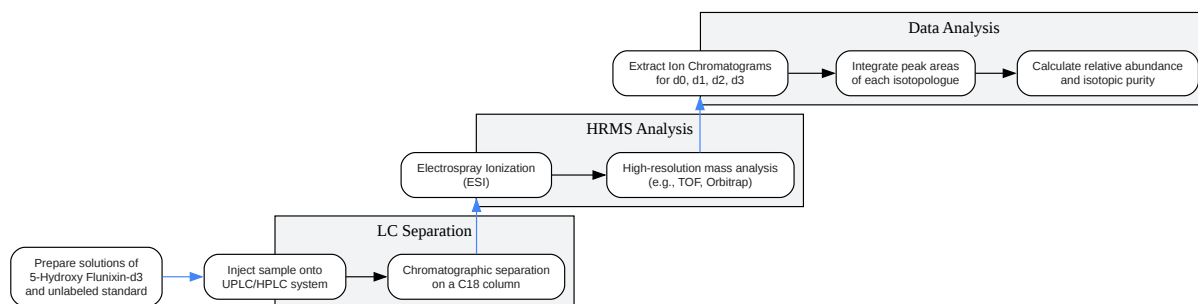 Data Analysis
Extract Ion Chromatograms
for d0, d1, d2, d3
Integrate peak areas
of each isotopologue
Calculate relative abundance
and isotopic purity
HRMS Analysis
Electrospray Ionization
(ESI)
High-resolution mass analysis
(e.g., TOF, Orbitrap)
LC Separation
Prepare solutions of
5-Hydroxy Flunixin-d3
and unlabeled standard
Inject sample onto
UPLC/HPLC system
Chromatographic separation
on a C18 column